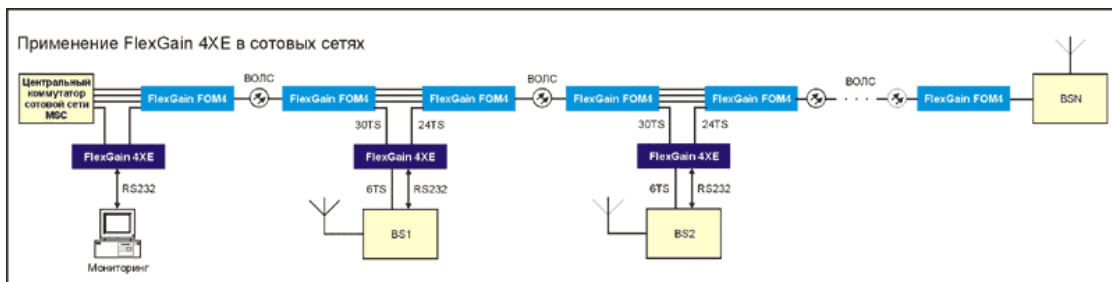 Применение FlexGain 4XE в сотовых сетях
Центральный
коммутатор
сотовой сети
MSC
FlexGain FOM4
ВОЛС
FlexGain FOM4
FlexGain FOM4
ВОЛС
FlexGain FOM4
FlexGain FOM4
ВОЛС
FlexGain FOM4
BSN
30TS
24TS
30TS
24TS
FlexGain 4XE
FlexGain 4XE
FlexGain 4XE
RS232
6TS
RS232
6TS
RS232
BS1
BS2
Мониторинг